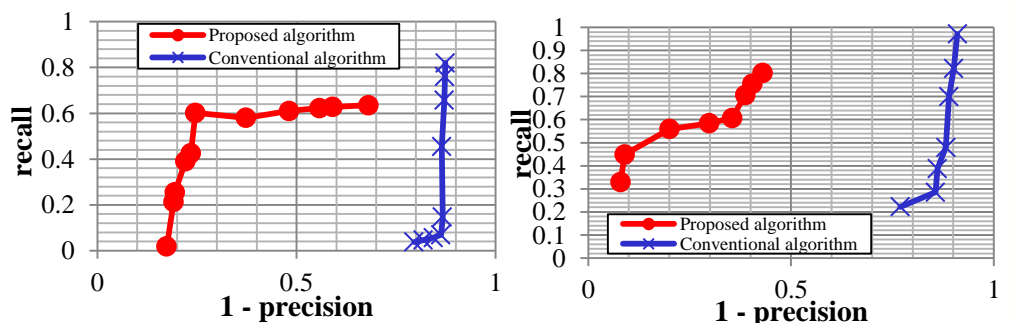 1
0.8
0.6
0.4
0.2
0
recall
Proposed algorithm
Conventional algorithm
0
0.5
1
1 - precision
1
0.9
0.8
0.7
0.6
0.5
0.4
0.3
0.2
0.1
0
recall
Proposed algorithm
Conventional algorithm
0
0.5
1
1 - precision